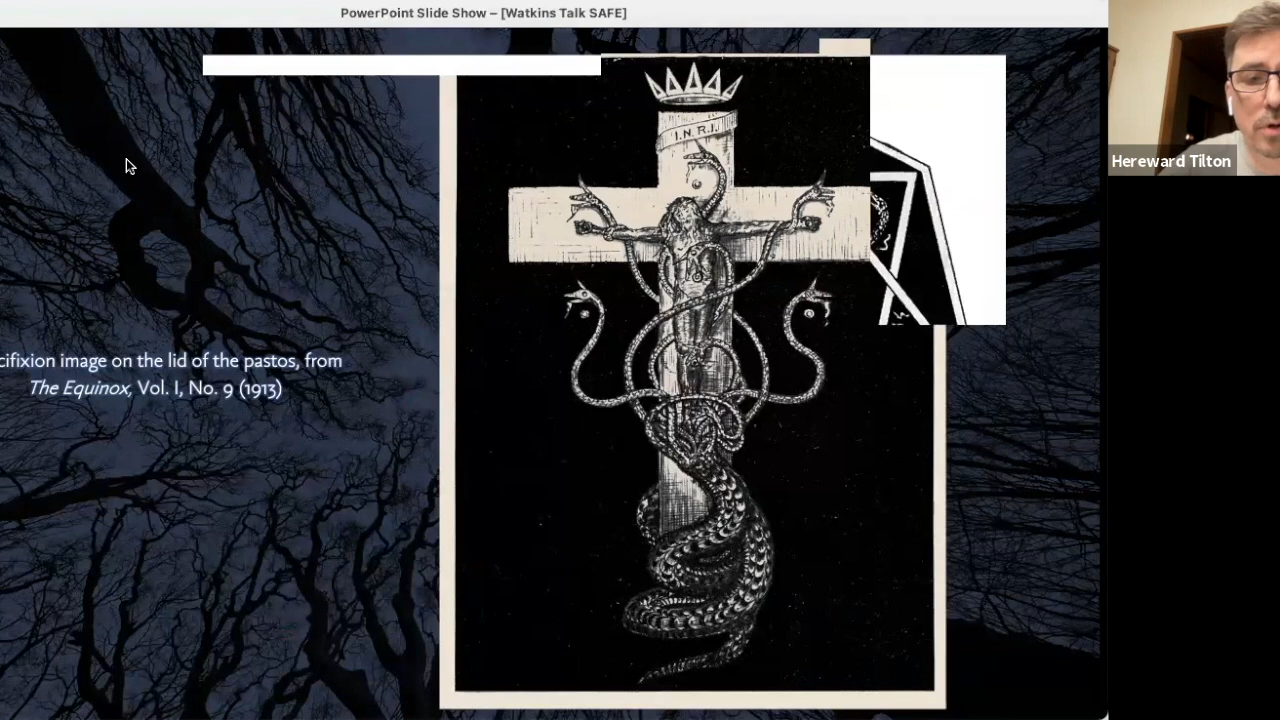 PowerPoint Slide Show – [Watkins Talk SAFE]
I.N.R.I.
Hereward Tilton
cifixion image on the lid of the pastos, from
The Equinox, Vol. I, No. 9 (1913)